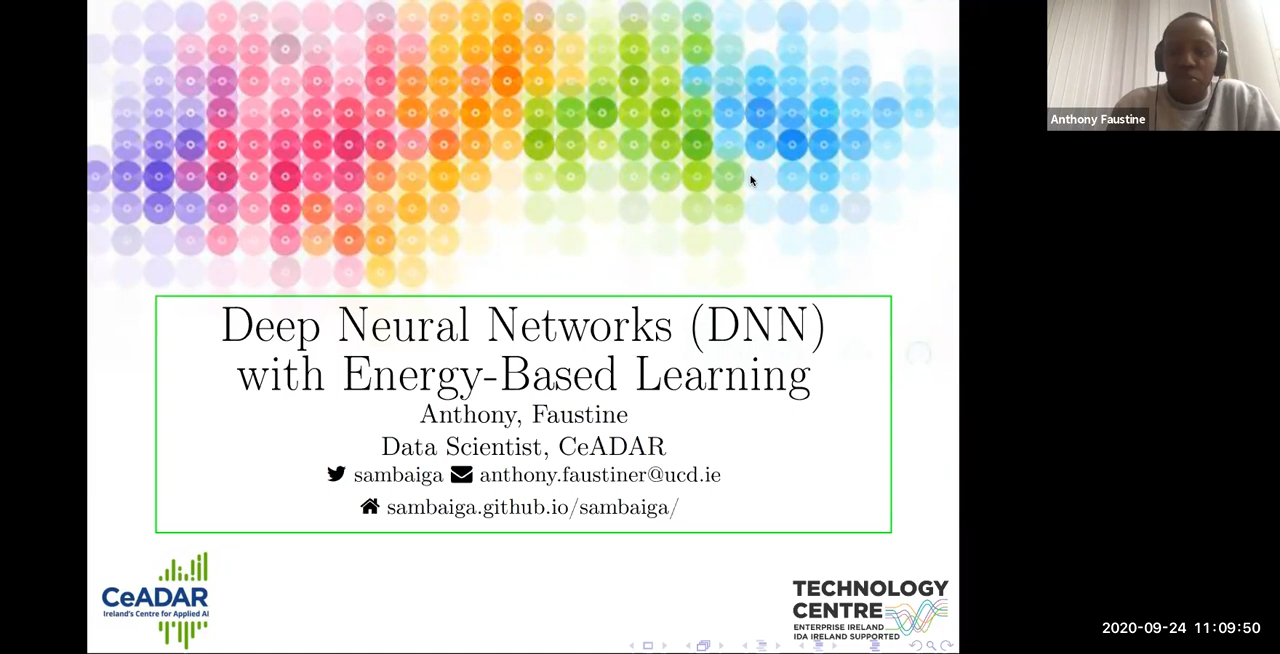 Anthony Faustine
Deep Neural Networks (DNN)
with Energy-Based Learning
Anthony, Faustine
Data Scientist, CeADAR
sambaiga anthony.faustiner@ucd.ie
sambaiga.github.io/sambaiga/
CeADAR
Ireland's Centre for Applied AI
TECHNOLOGY
CENTRE
ENTERPRISE IRELAND
IDA IRELAND SUPPORTED
2020-09-24 11:09:50